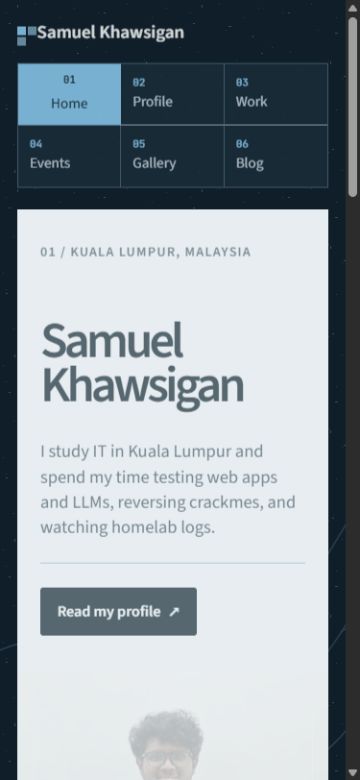 Samuel Khawsigan
01
Home
02
Profile
03
Work
04
Events
05
Gallery
06
Blog
01 / KUALA LUMPUR, MALAYSIA
Samuel
Khawsigan
I study IT in Kuala Lumpur and
spend my time testing web apps
and LLMs, reversing crackmes, and
watching homelab logs.
Read my profile ↗